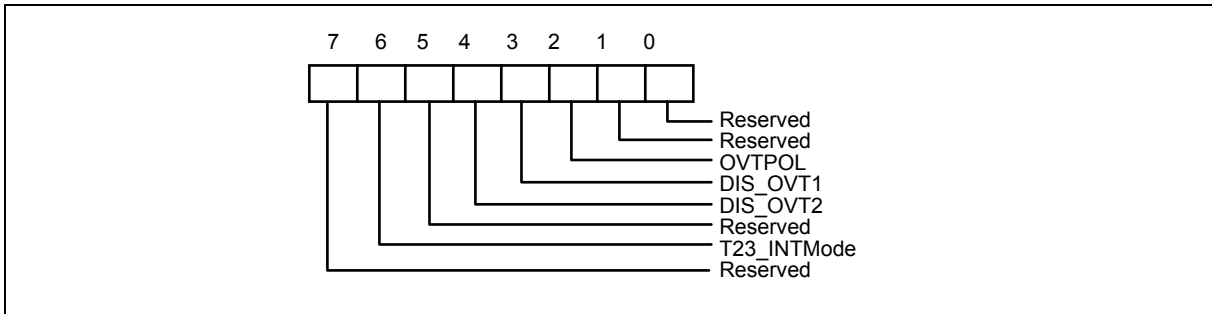 7 6 5 4 3 2 1 0
Reserved
Reserved
OVTPOL
DIS_OVT1
DIS_OVT2
Reserved
T23_INTMode
Reserved